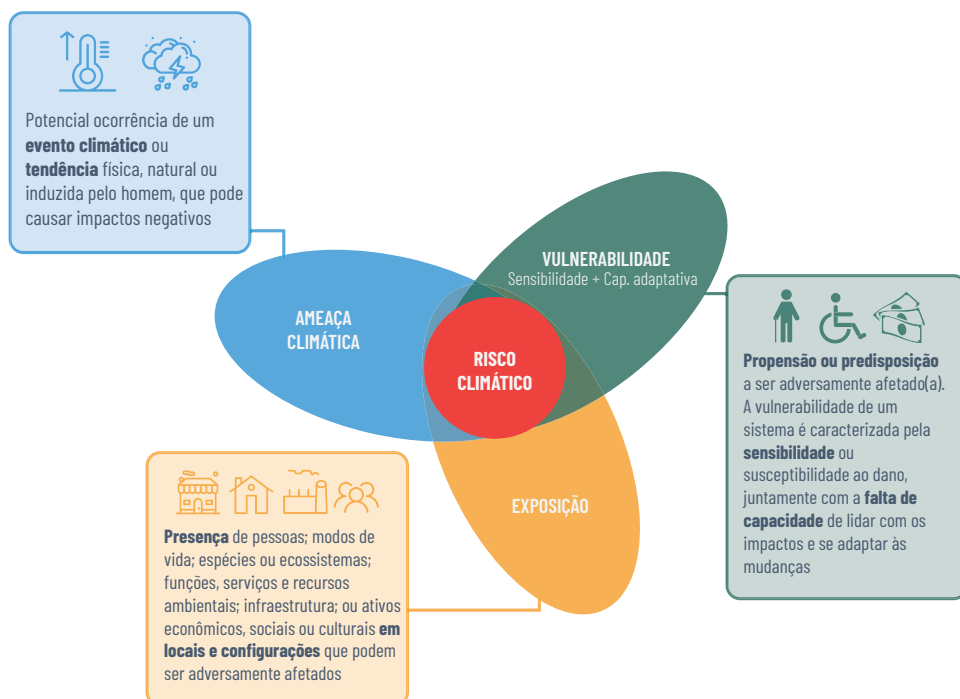 Potencial ocorrência de um
evento climático ou
tendência física, natural ou
induzida pelo homem, que pode
causar impactos negativos
VULNERABILIDADE
Sensibilidade + Cap. adaptativa
AMEAÇA
CLIMÁTICA
RISCO
CLIMÁTICO
EXPOSIÇÃO
Propensão ou predisposição
a ser adversamente afetado(a).
A vulnerabilidade de um
sistema é caracterizada pela
sensibilidade ou
susceptibilidade ao dano,
juntamente com a falta de
capacidade de lidar com os
impactos e se adaptar às
mudanças
Presença de pessoas; modos de
vida; espécies ou ecossistemas;
funções, serviços e recursos
ambientais; infraestrutura; ou ativos
econômicos, sociais ou culturais em
locais e configurações que podem
ser adversamente afetados